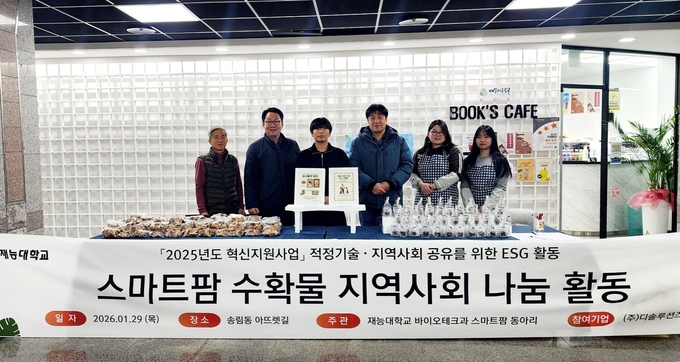 BOOK'S CAFE
재능대학교
「2025년도 혁신지원사업」 적정기술 · 지역사회 공유를 위한 ESG 활동
스마트팜 수확물 지역사회 나눔 활동
일 자 2026.01.29 (목) 장 소 송림동 아뜨렛길 주 관 재능대학교 바이오테크과 스마트팜 동아리 참여기업 (주)디솔루션즈